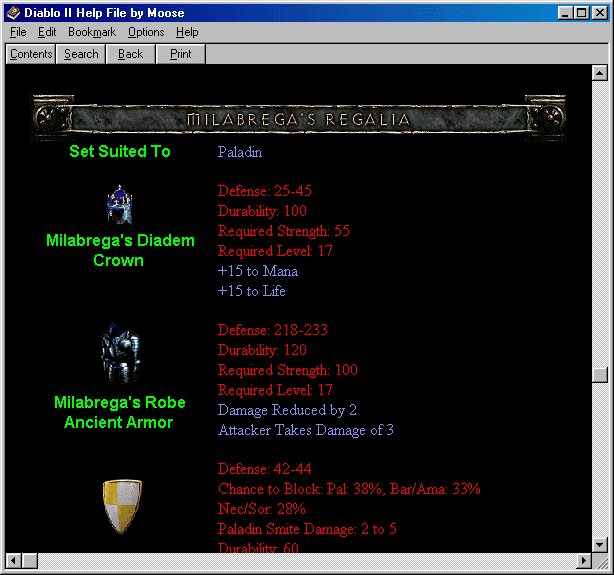 Diablo II Help File by Moose
File Edit Bookmark Options Help
Contents Search Back Print
MILABREGA'S REGALIA
Set Suited To
Paladin
Defense: 25-45
Durability: 100
Required Strength: 55
Required Level: 17
+15 to Mana
+15 to Life
Milabrega's Diadem
Crown
Defense: 218-233
Durability: 120
Required Strength: 100
Required Level: 17
Damage Reduced by 2
Attacker Takes Damage of 3
Milabrega's Robe
Ancient Armor
Defense: 42-44
Chance to Block: Pal: 38%, Bar/Ama: 33%
Nec/Sor: 28%
Paladin Smite Damage: 2 to 5
Durability: 60